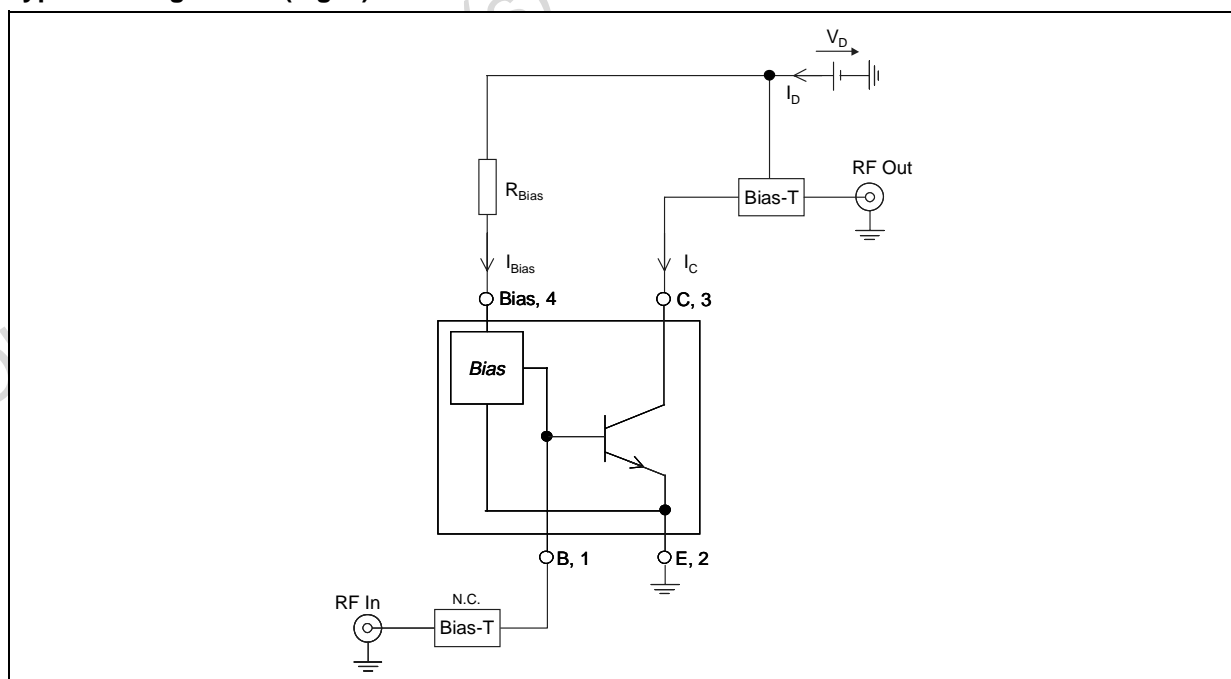 V_D
I_D
RF Out
Bias-T
R_Bias
I_Bias
I_C
Bias, 4
C, 3
Bias
B, 1
E, 2
N.C.
RF In
Bias-T